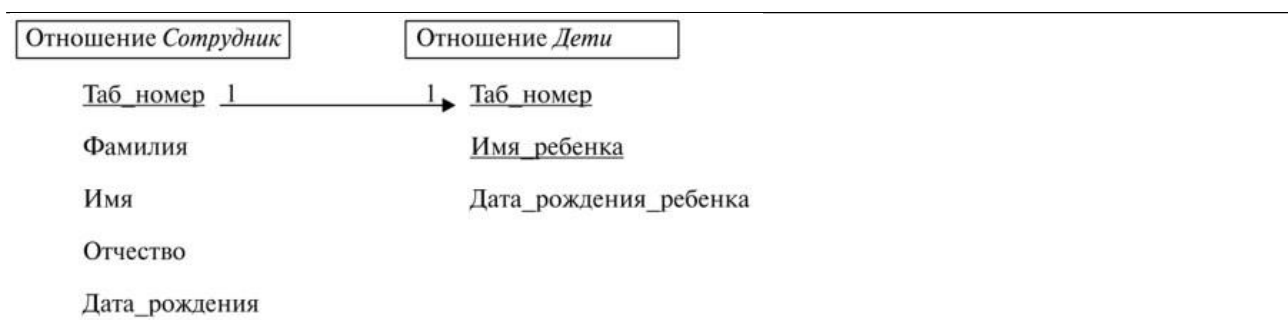 Отношение Сотрудник Отношение Дети
Таб_номер 1 1 Таб_номер
Фамилия Имя_ребенка
Имя Дата_рождения_ребенка
Отчество
Дата_рождения